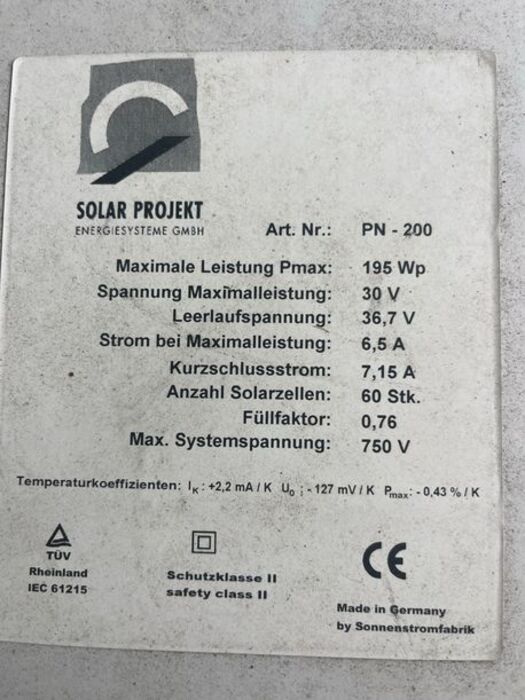 SOLAR PROJEKT
ENERGIESYSTEME GMBH
Art. Nr.: PN - 200
Maximale Leistung Pmax: 195 Wp
Spannung Maximalleistung: 30 V
Leerlaufspannung: 36,7 V
Strom bei Maximalleistung: 6,5 A
Kurzschlussstrom: 7,15 A
Anzahl Solarzellen: 60 Stk.
Füllfaktor: 0,76
Max. Systemspannung: 750 V
Temperaturkoeffizienten: IK : +2,2 mA / K U0 : - 127 mV / K Pmax: - 0,43 % / K
TÜV
Rheinland
IEC 61215
Schutzklasse II
safety class II
CE
Made in Germany
by Sonnenstromfabrik